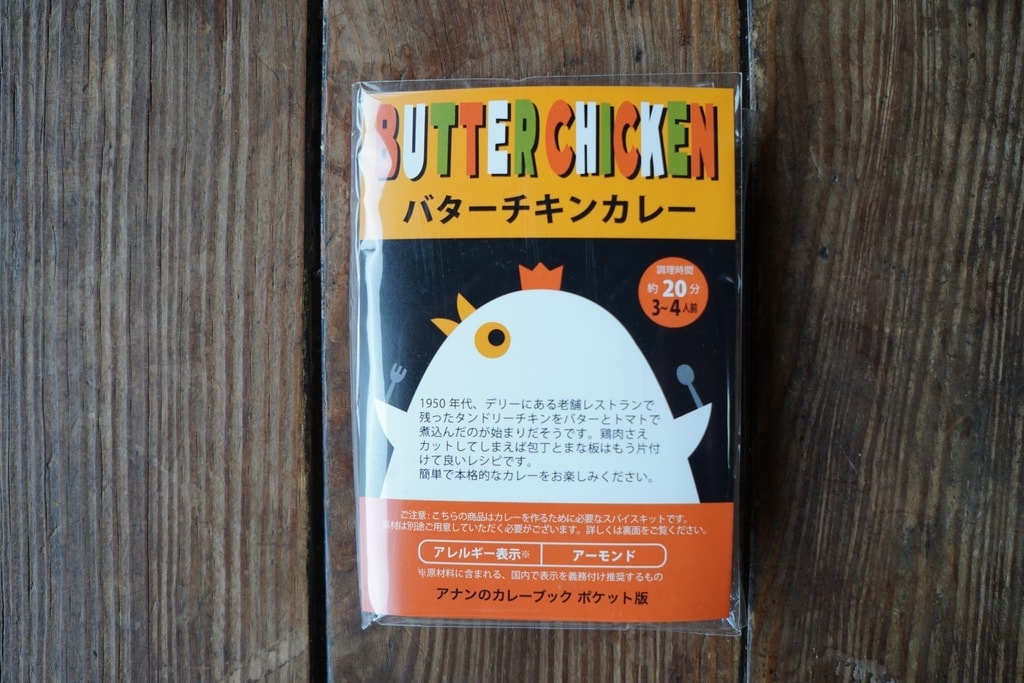 BUTTER CHICKEN
バターチキンカレー
調理時間
約 20 分
3~4 人前
1950 年代、デリーにある老舗レストランで
残ったタンドリーチキンをバターとトマトで
煮込んだのが始まりだそうです。鶏肉さえ
カットしてしまえば包丁とまな板はもう片付
けて良いレシピです。
簡単で本格的なカレーをお楽しみください。
ご注意 : こちらの商品はカレーを作るために必要なスパイスキットです。
具材は別途ご用意していただく必要がございます。詳しくは裏面をご覧ください。
アレルギー表示※ アーモンド
※原材料に含まれる、国内で表示を義務付け推奨するもの
アナンのカレーブック ポケット版